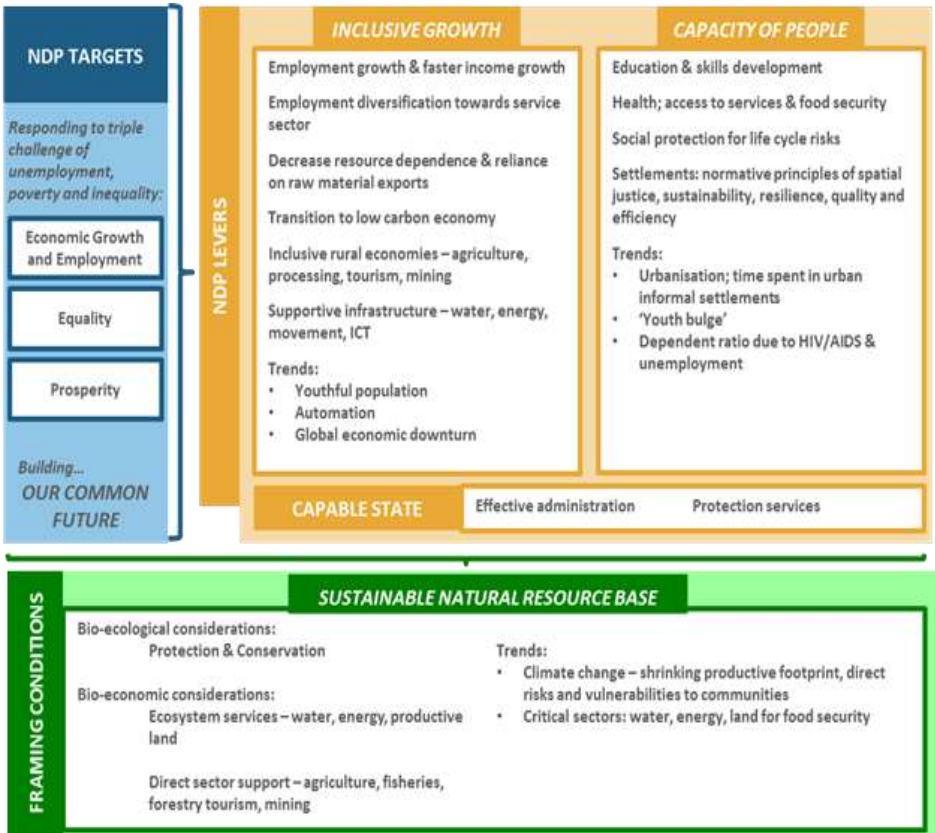 NDP TARGETS
Responding to triple
challenge of
unemployment,
poverty and inequality:
Economic Growth
and Employment
Equality
Prosperity
Building...
OUR COMMON
FUTURE
NDP LEVERS
INCLUSIVE GROWTH
Employment growth & faster income growth
Employment diversification towards service
sector
Decrease resource dependence & reliance
on raw material exports
Transition to low carbon economy
Inclusive rural economies – agriculture,
processing, tourism, mining
Supportive infrastructure – water, energy,
movement, ICT
Trends:
• Youthful population
• Automation
• Global economic downturn
CAPACITY OF PEOPLE
Education & skills development
Health; access to services & food security
Social protection for life cycle risks
Settlements: normative principles of spatial
justice, sustainability, resilience, quality and
efficiency
Trends:
• Urbanisation; time spent in urban
informal settlements
• ‘Youth bulge’
• Dependent ratio due to HIV/AIDS &
unemployment
CAPABLE STATE
Effective administration
Protection services
FRAMING CONDITIONS
SUSTAINABLE NATURAL RESOURCE BASE
Bio-ecological considerations:
Protection & Conservation
Bio-economic considerations:
Ecosystem services – water, energy, productive
land
Direct sector support – agriculture, fisheries,
forestry tourism, mining
Trends:
• Climate change – shrinking productive footprint, direct
risks and vulnerabilities to communities
• Critical sectors: water, energy, land for food security